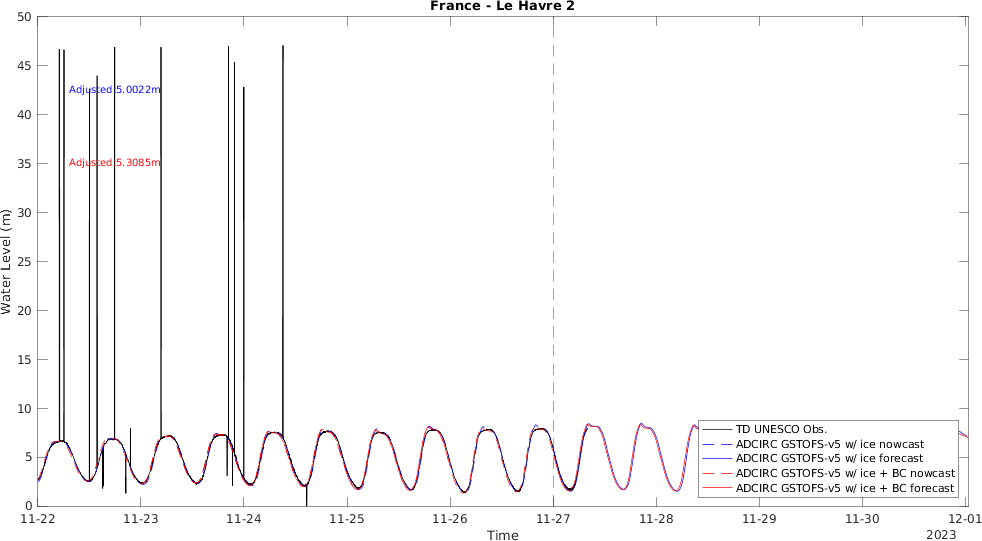 France - Le Havre 2
50
45
40
35
30
25
20
15
10
5
0
Water Level (m)
Adjusted 5.0022m
Adjusted 5.3085m
TD UNESCO Obs.
ADCIRC GSTOFS-v5 w/ ice nowcast
ADCIRC GSTOFS-v5 w/ ice forecast
ADCIRC GSTOFS-v5 w/ ice + BC nowcast
ADCIRC GSTOFS-v5 w/ ice + BC forecast
11-22 11-23 11-24 11-25 11-26 11-27 11-28 11-29 11-30 12-01
Time
2023